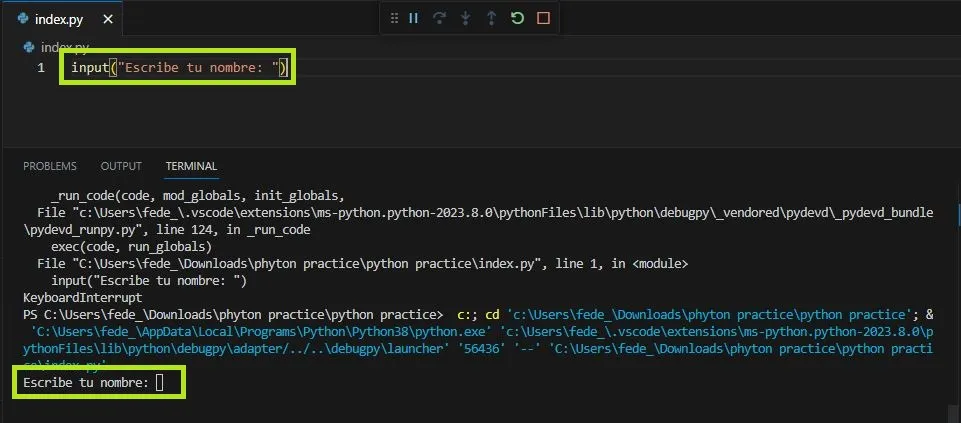 index.py
index.py
1 input("Escribe tu nombre: ")
PROBLEMS OUTPUT TERMINAL
_run_code(code, mod_globals, init_globals,
File "c:\Users\fede_\.vscode\extensions\ms-python.python-2023.8.0\pythonFiles\lib\python\debugpy\_vendored\pydevd\_pydevd_bundle
\pydevd_runpy.py", line 124, in _run_code
exec(code, run_globals)
File "C:\Users\fede_\Downloads\phyton practice\python practice\index.py", line 1, in <module>
input("Escribe tu nombre: ")
KeyboardInterrupt
PS C:\Users\fede_\Downloads\phyton practice\python practice> c:; cd 'c:\Users\fede_\Downloads\phyton practice\python practice'; &
'C:\Users\fede_\AppData\Local\Programs\Python\Python38\python.exe' 'c:\Users\fede_\.vscode\extensions\ms-python.python-2023.8.0\p
ythonFiles\lib\python\debugpy\adapter/../..\debugpy\launcher' '56436' '--' 'C:\Users\fede_\Downloads\phyton practice\python practi
ce\index.py'
Escribe tu nombre: